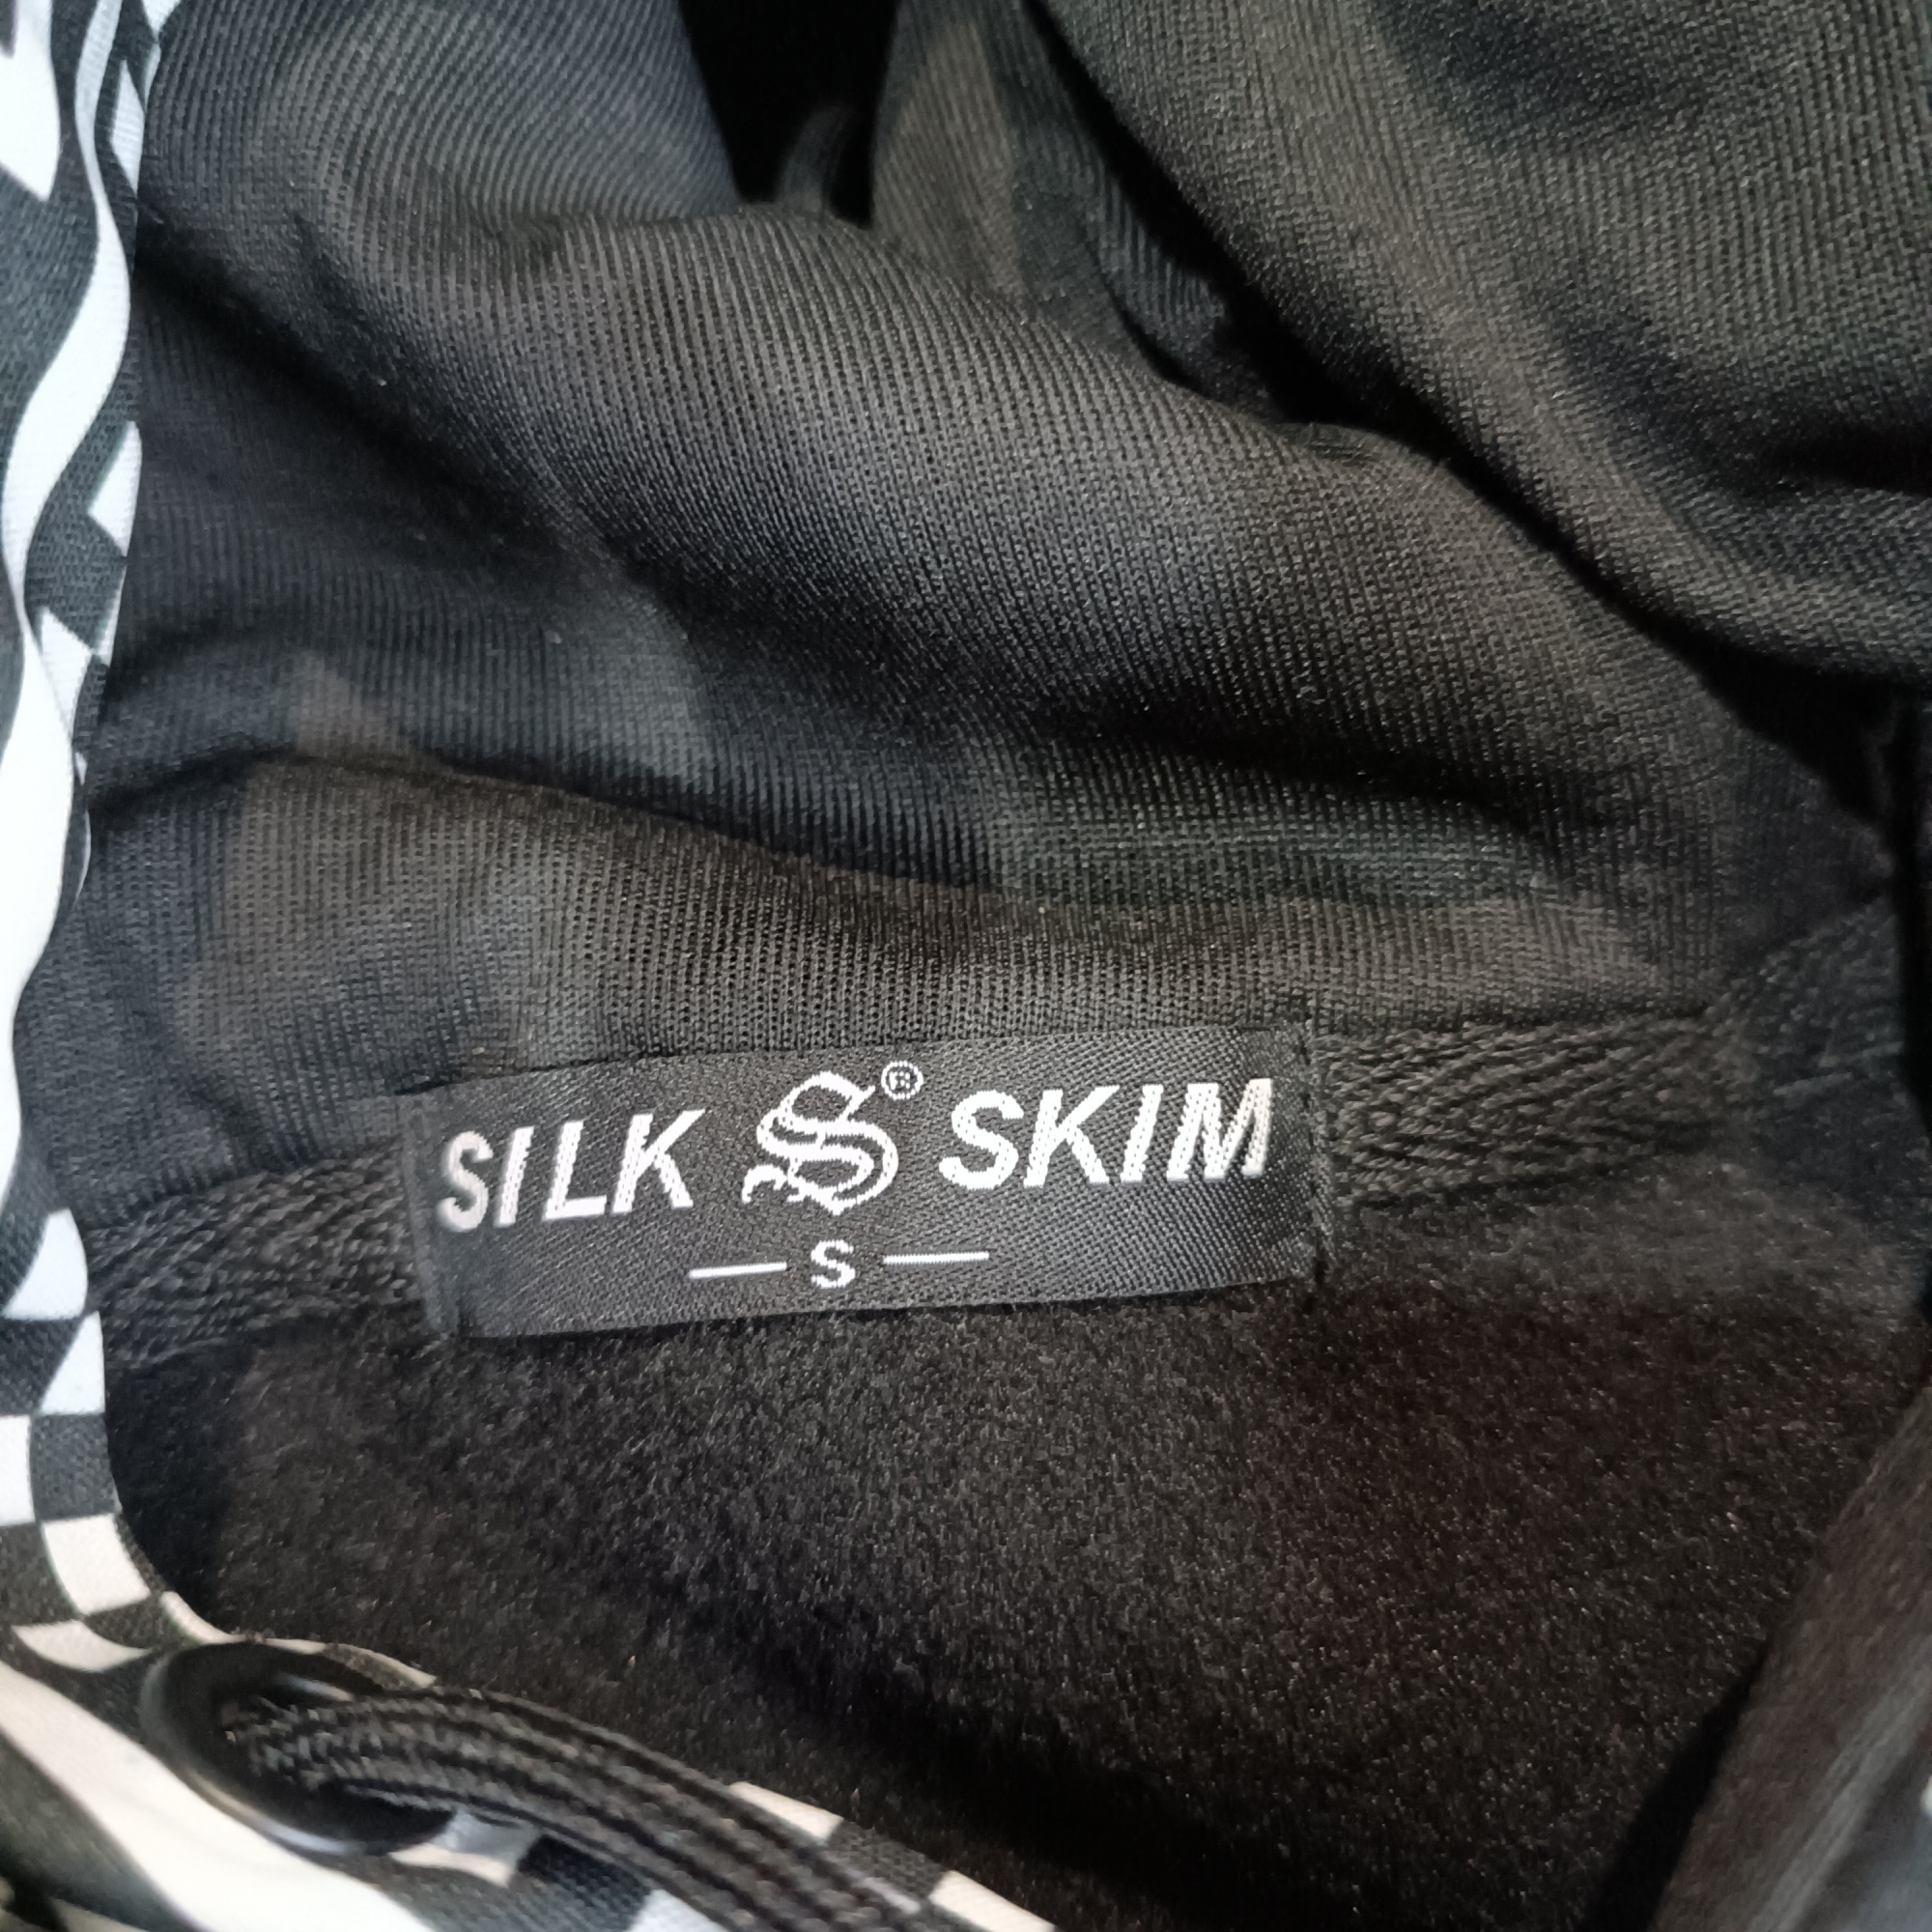 SILK S® SKIM
— S —